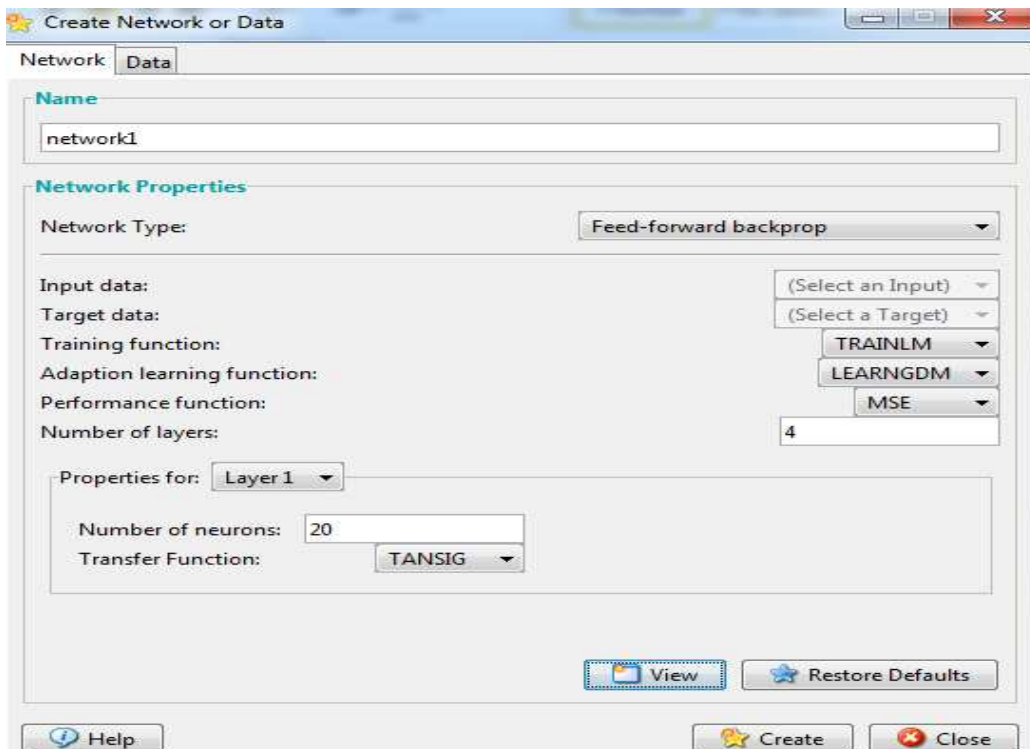 Create Network or Data
Network Data
Name
network1
Network Properties
Network Type: Feed-forward backprop
Input data: (Select an Input)
Target data: (Select a Target)
Training function: TRAINLM
Adaption learning function: LEARNGDM
Performance function: MSE
Number of layers: 4
Properties for: Layer 1
Number of neurons: 20
Transfer Function: TANSIG
View Restore Defaults
Help Create Close